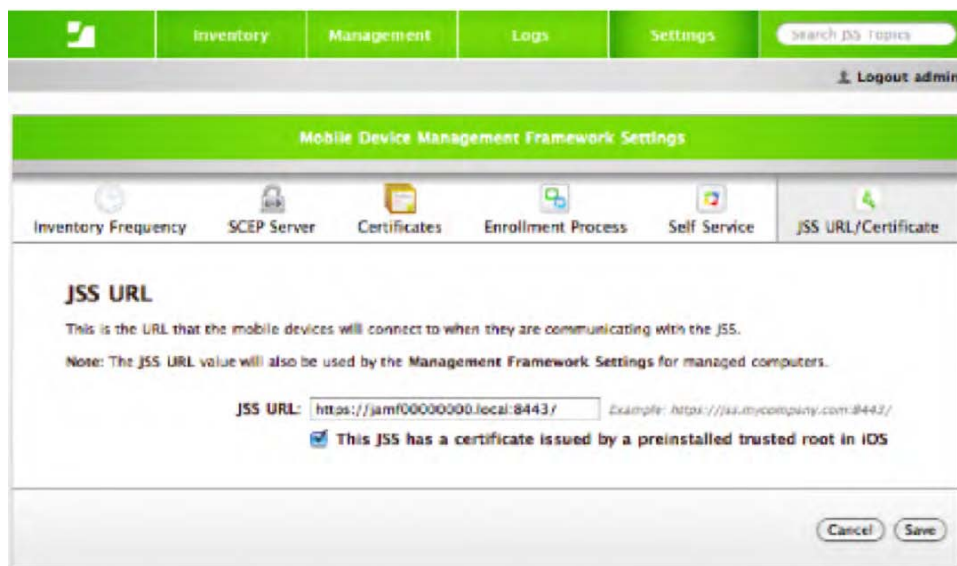 Inventory Management Logs Settings Search JSS Topics
Logout admin
Mobile Device Management Framework Settings
Inventory Frequency SCEP Server Certificates Enrollment Process Self Service JSS URL/Certificate
JSS URL
This is the URL that the mobile devices will connect to when they are communicating with the JSS.
Note: The JSS URL value will also be used by the Management Framework Settings for managed computers.
JSS URL: https://jamf00000000.local:8443/ Example: https://jss.mycompany.com:8443/
This JSS has a certificate issued by a preinstalled trusted root in iOS
Cancel Save